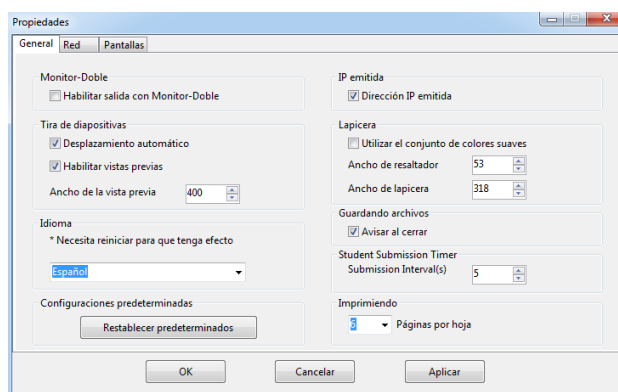 Propiedades
General Red Pantallas
Monitor-Doble
Habilitar salida con Monitor-Doble
Tira de diapositivas
Desplazamiento automático
Habilitar vistas previas
Ancho de la vista previa 400
Idioma
* Necesita reiniciar para que tenga efecto
Español
Configuraciones predeterminadas
Restablecer predeterminados
IP emitida
Dirección IP emitida
Lapicera
Utilizar el conjunto de colores suaves
Ancho de resaltador 53
Ancho de lapicera 318
Guardando archivos
Avisar al cerrar
Student Submission Timer
Submission Interval(s) 5
Imprimiendo
6 Páginas por hoja
OK Cancelar Aplicar